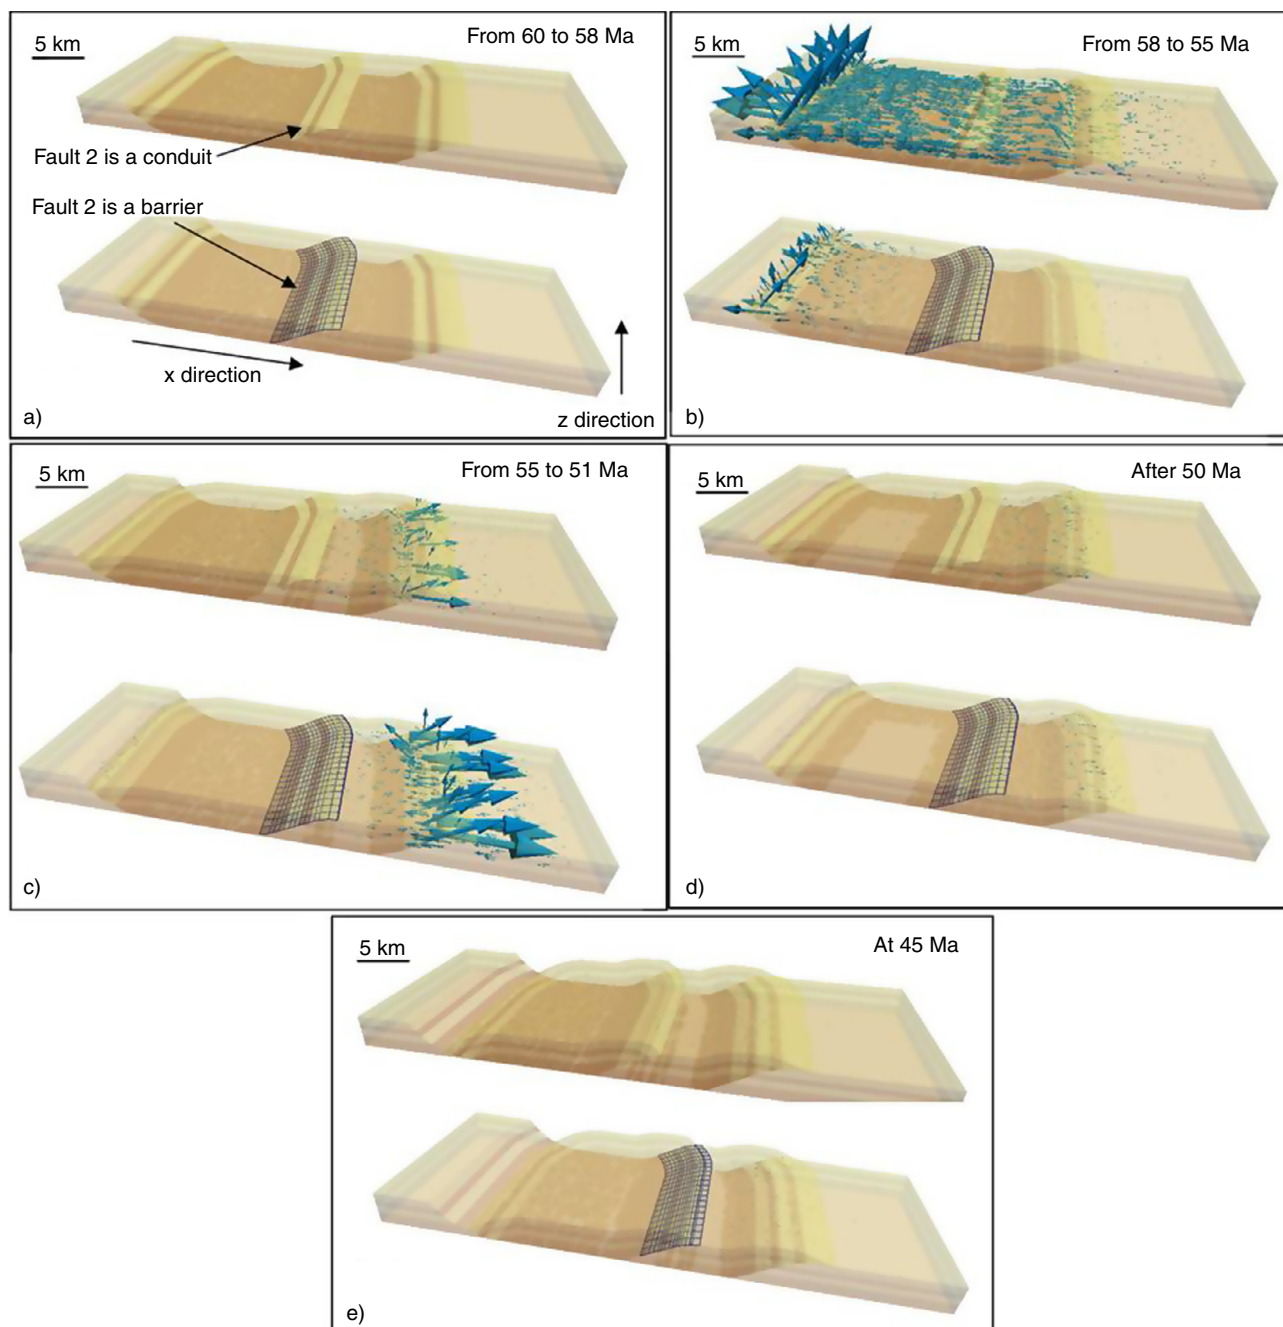 5 km
From 60 to 58 Ma
Fault 2 is a conduit
Fault 2 is a barrier
x direction
z direction
a)
5 km
From 58 to 55 Ma
b)
5 km
From 55 to 51 Ma
c)
5 km
After 50 Ma
d)
5 km
At 45 Ma
e)